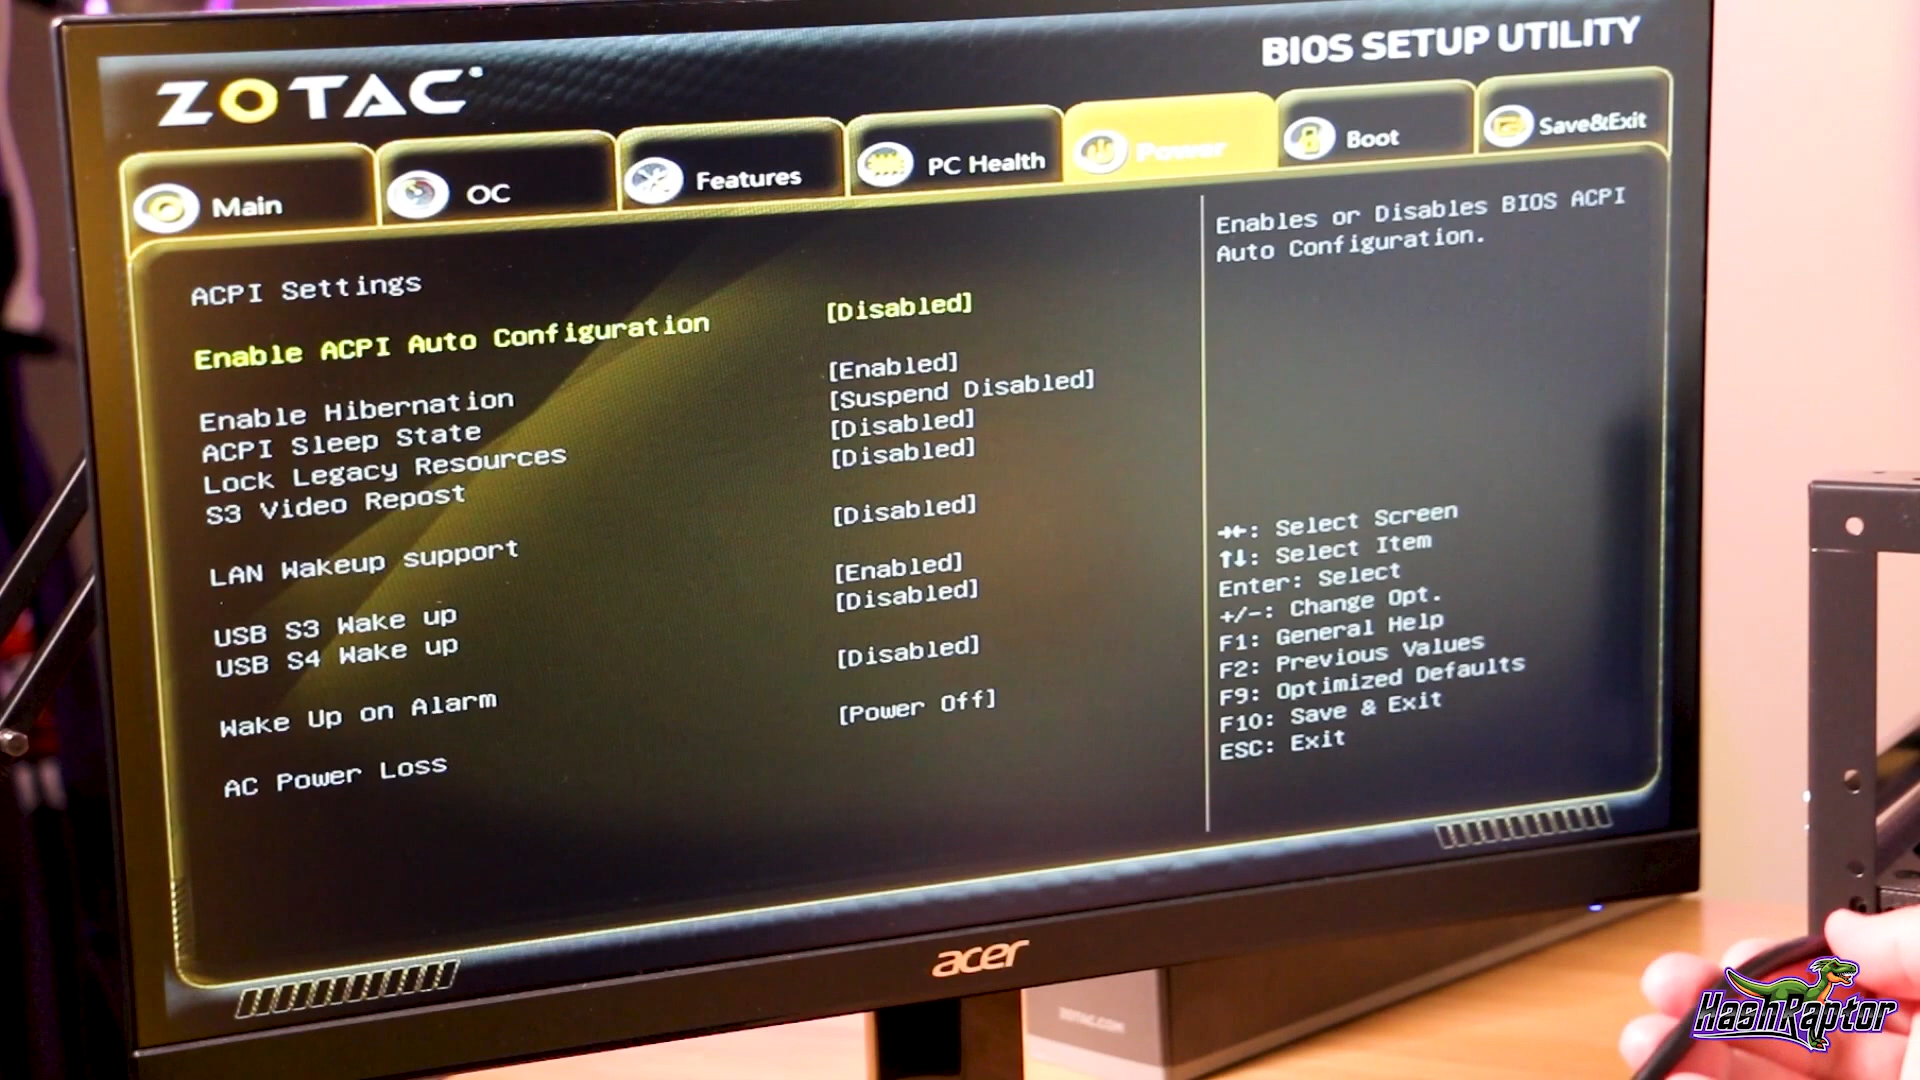 ZOTAC
BIOS SETUP UTILITY
Main
OC
Features
PC Health
Power
Boot
Save&Exit
ACPI Settings
Enable ACPI Auto Configuration [Disabled]
Enable Hibernation [Enabled]
ACPI Sleep State [Suspend Disabled]
Lock Legacy Resources [Disabled]
S3 Video Repost [Disabled]
LAN Wakeup support [Disabled]
USB S3 Wake up [Enabled]
USB S4 Wake up [Disabled]
Wake Up on Alarm [Disabled]
AC Power Loss [Power Off]
Enables or Disables BIOS ACPI
Auto Configuration.
→←: Select Screen
↑↓: Select Item
Enter: Select
+/-: Change Opt.
F1: General Help
F2: Previous Values
F9: Optimized Defaults
F10: Save & Exit
ESC: Exit
acer
ZOTAC.COM
HashRaptor